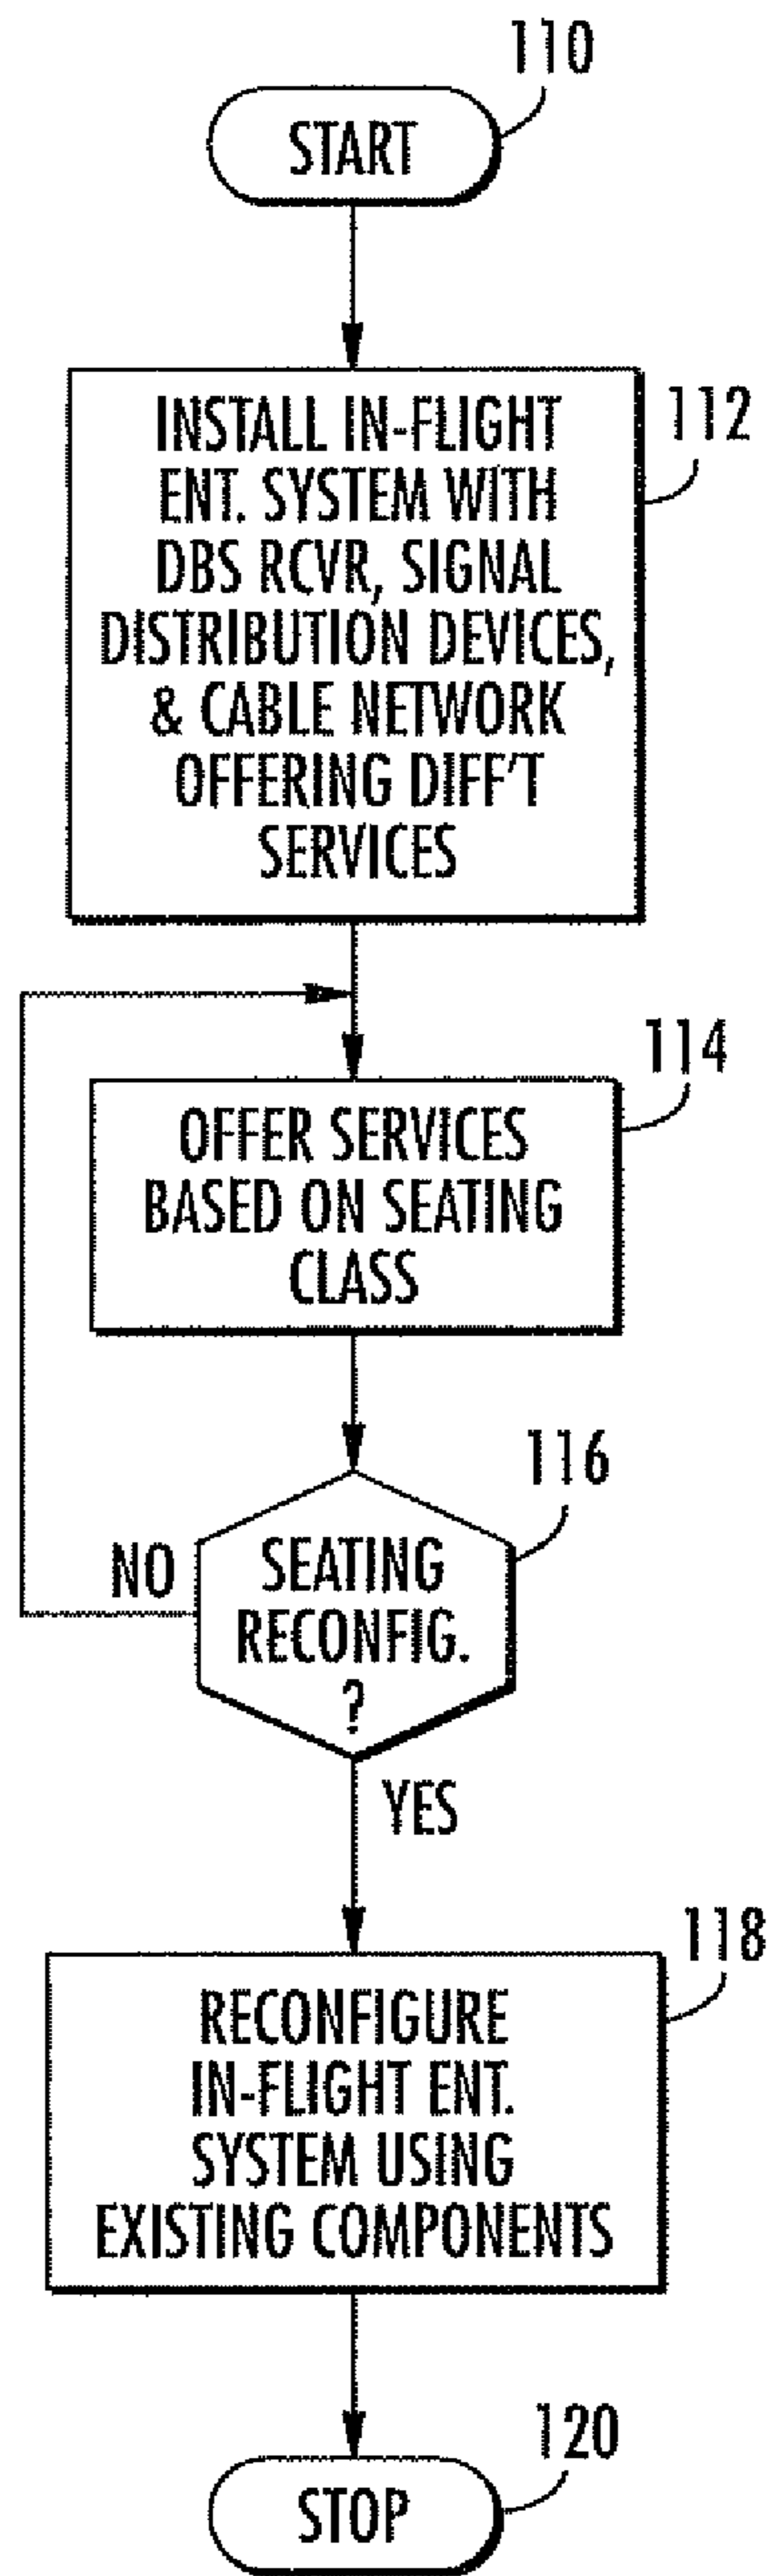 110
START
112
INSTALL IN-FLIGHT
ENT. SYSTEM WITH
DBS RCVR, SIGNAL
DISTRIBUTION DEVICES,
& CABLE NETWORK
OFFERING DIFF'T
SERVICES
114
OFFER SERVICES
BASED ON SEATING
CLASS
116
SEATING
RECONFIG.
?
NO
YES
118
RECONFIGURE
IN-FLIGHT ENT.
SYSTEM USING
EXISTING COMPONENTS
120
STOP